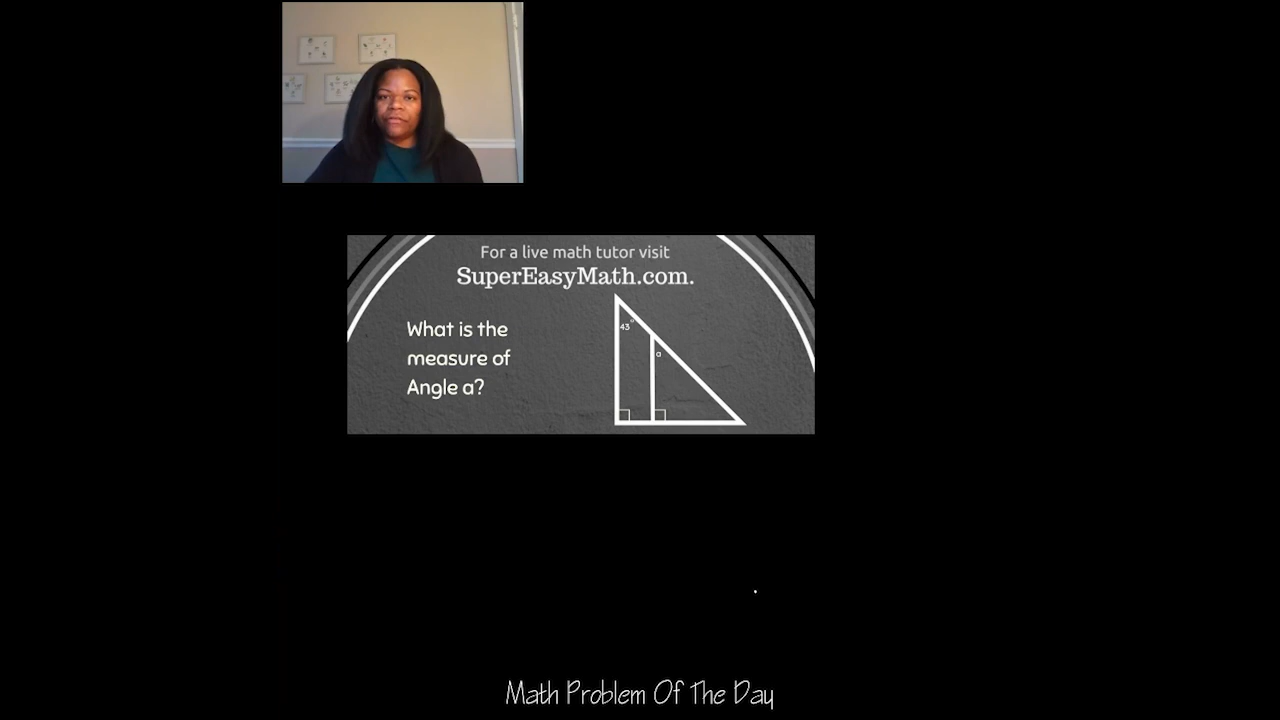 For a live math tutor visit
SuperEasyMath.com.
What is the
measure of
Angle a?
43°
a
Math Problem Of The Day